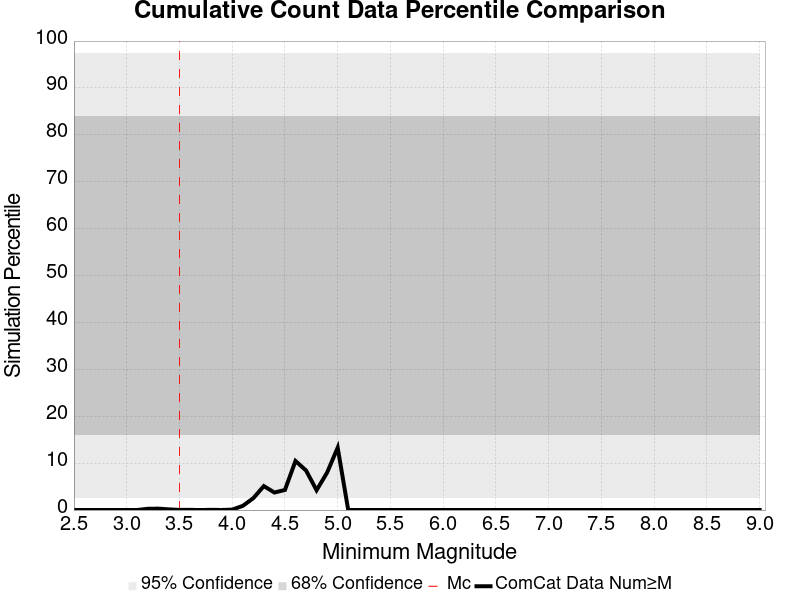 Cumulative Count Data Percentile Comparison
100
90
80
70
60
50
40
30
20
10
0
Simulation Percentile
2.5 3.0 3.5 4.0 4.5 5.0 5.5 6.0 6.5 7.0 7.5 8.0 8.5 9.0
Minimum Magnitude
95% Confidence 68% Confidence Mc ComCat Data Num≥M